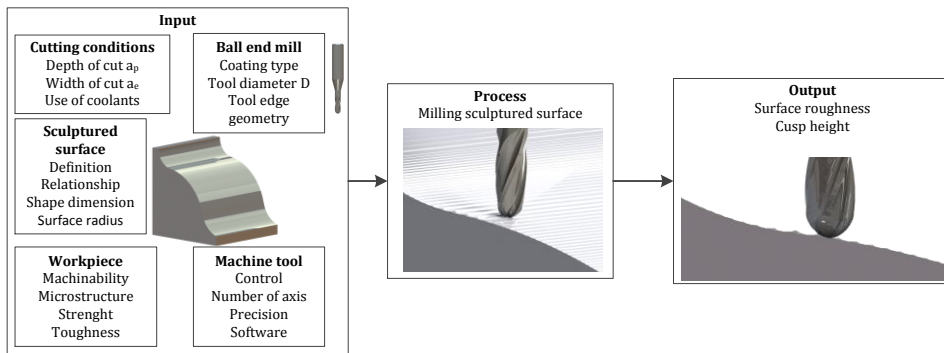 Input
Cutting conditions
Depth of cut aₚ
Width of cut aₑ
Use of coolants
Ball end mill
Coating type
Tool diameter D
Tool edge
geometry
Sculptured
surface
Definition
Relationship
Shape dimension
Surface radius
Workpiece
Machinability
Microstructure
Strenght
Toughness
Machine tool
Control
Number of axis
Precision
Software
Process
Milling sculptured surface
Output
Surface roughness
Cusp height